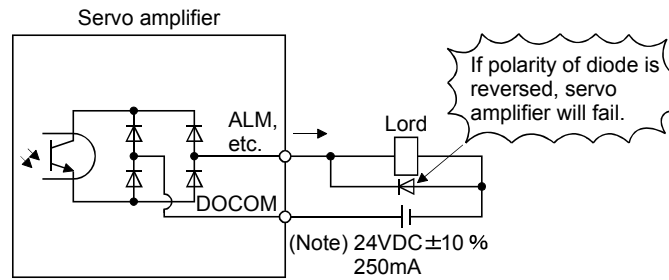 Servo amplifier
If polarity of diode is
reversed, servo
amplifier will fail.
ALM,
etc.
Lord
DOCOM
(Note) 24VDC±10 %
250mA